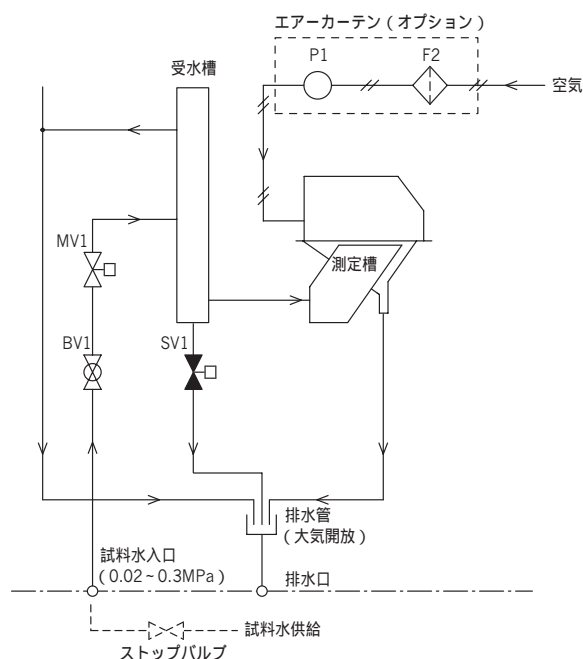 エアーカーテン(オプション)
P1
F2
空気
受水槽
MV1
測定槽
BV1
SV1
排水管
(大気開放)
試料水入口
(0.02~0.3MPa)
排水口
試料水供給
ストップバルブ